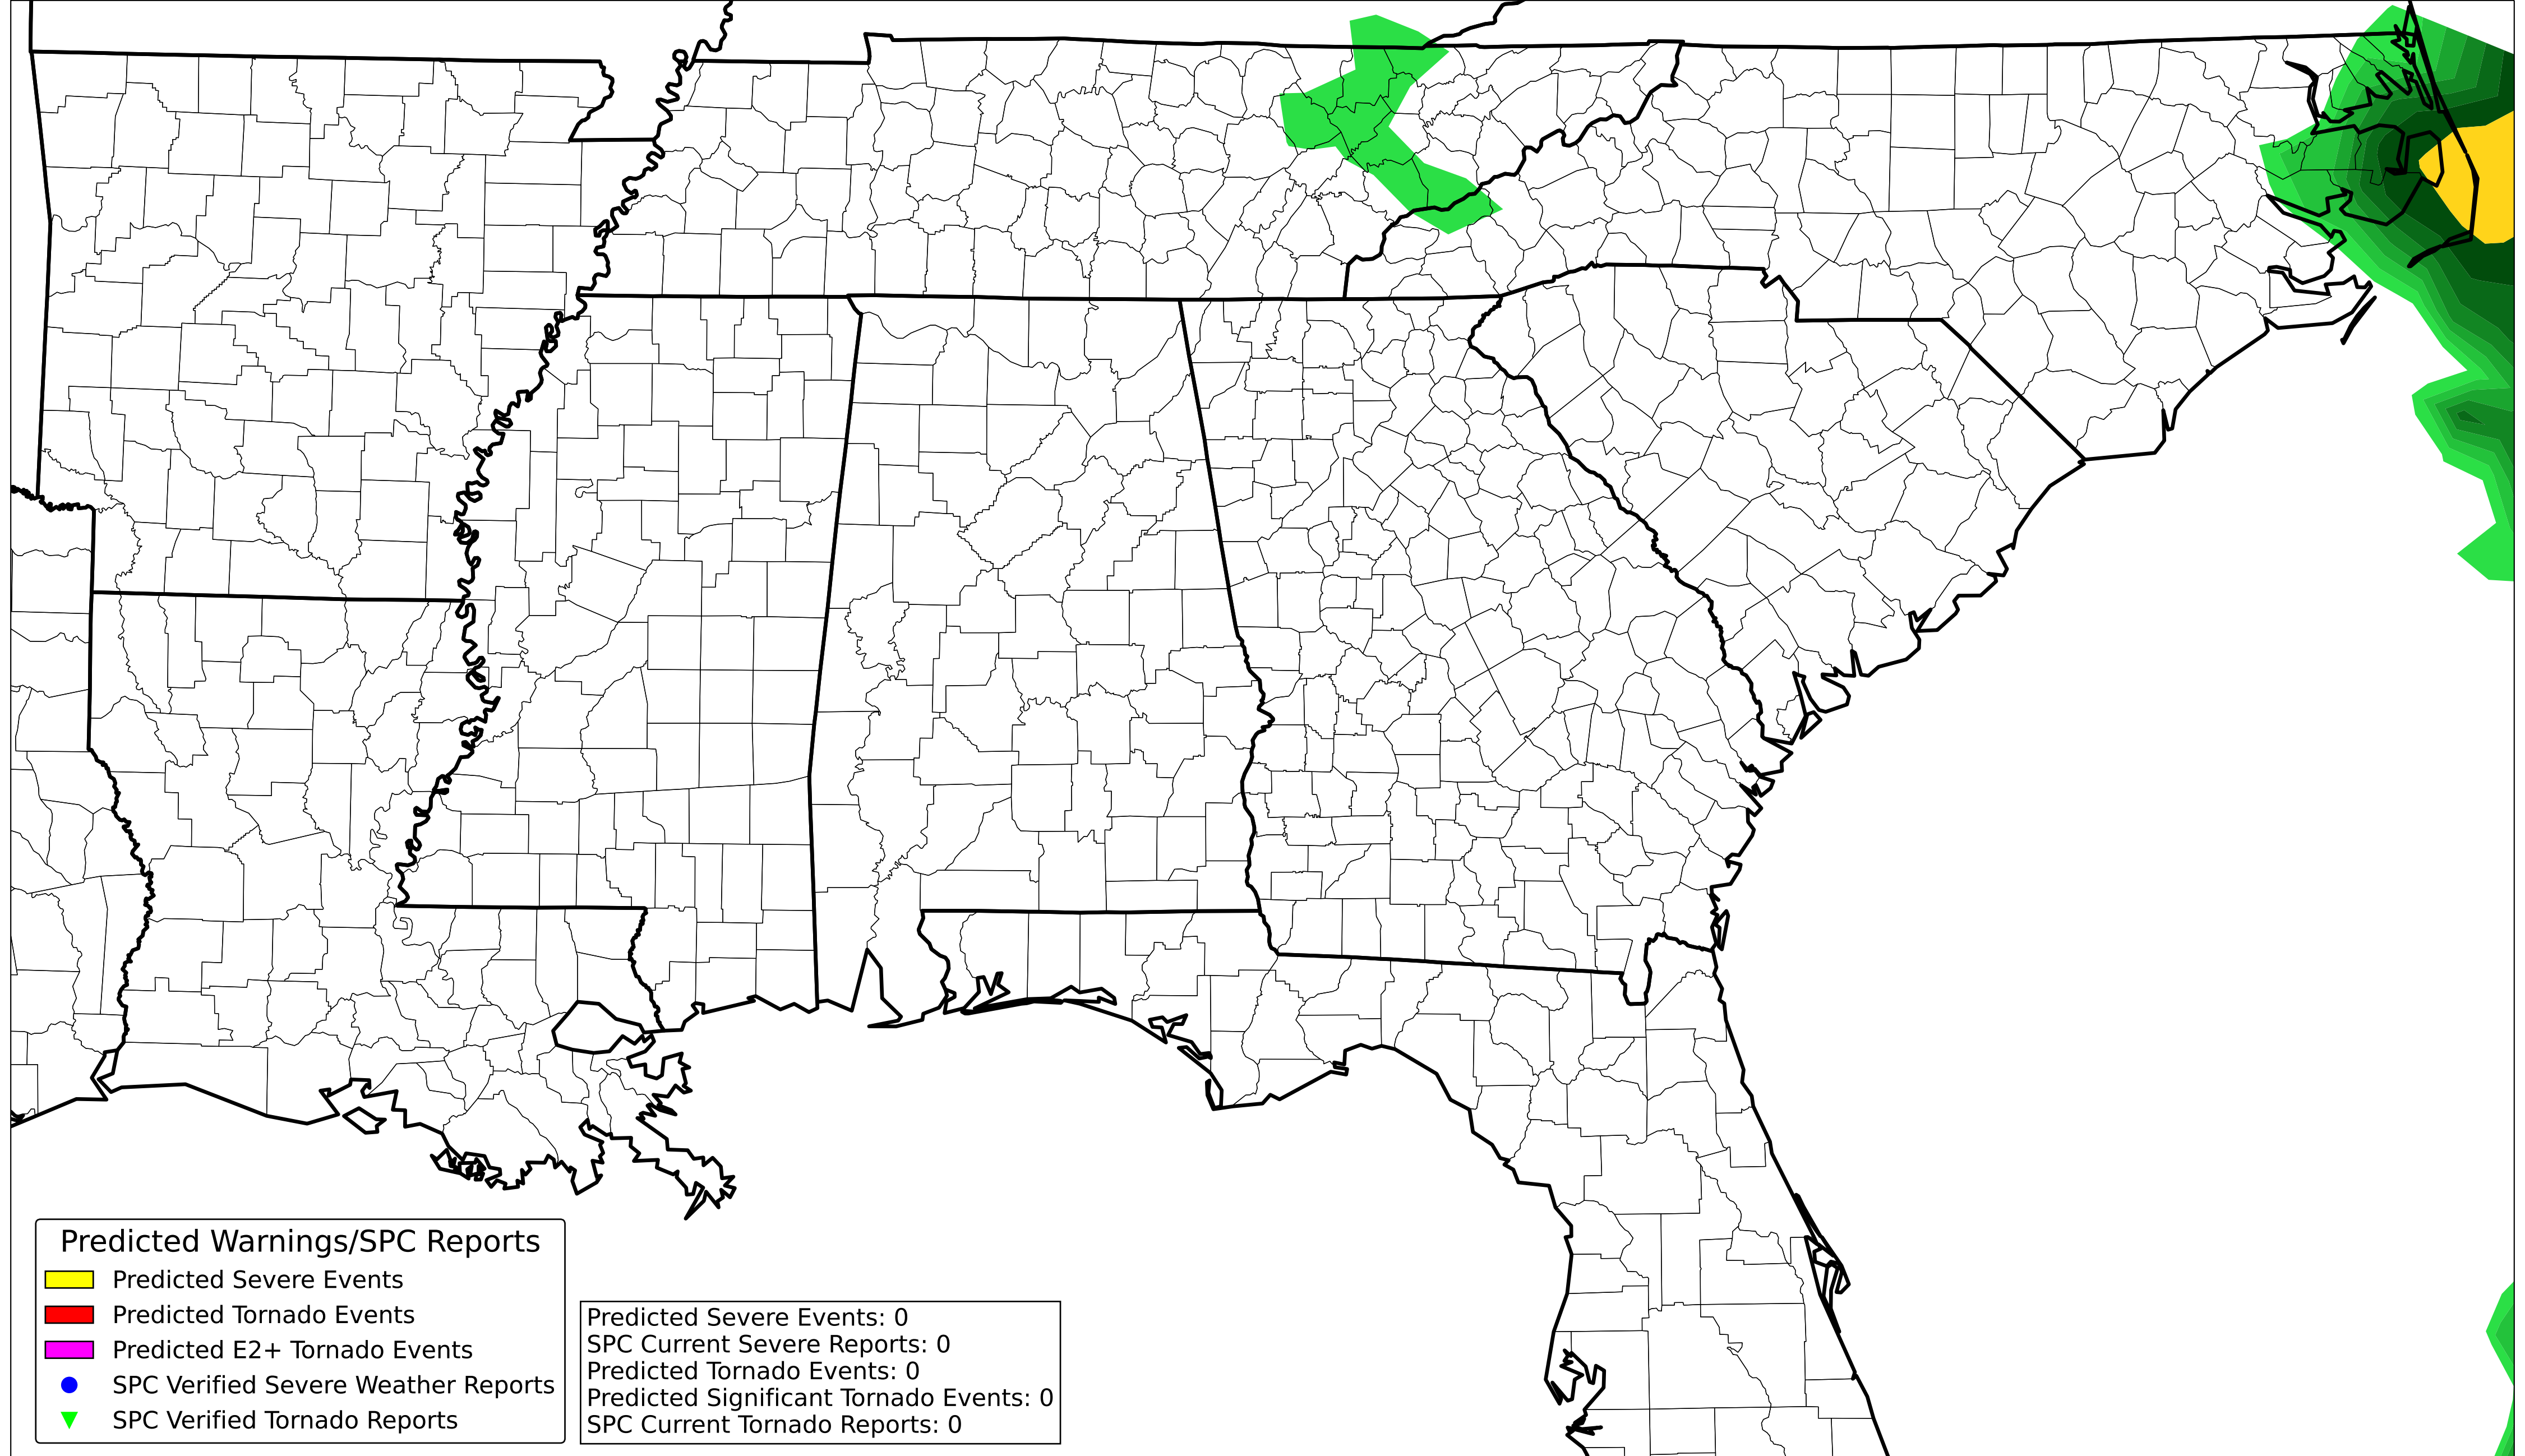 Predicted Warnings/SPC Reports
Predicted Severe Events
Predicted Tornado Events
Predicted E2+ Tornado Events
SPC Verified Severe Weather Reports
SPC Verified Tornado Reports
Predicted Severe Events: 0
SPC Current Severe Reports: 0
Predicted Tornado Events: 0
Predicted Significant Tornado Events: 0
SPC Current Tornado Reports: 0